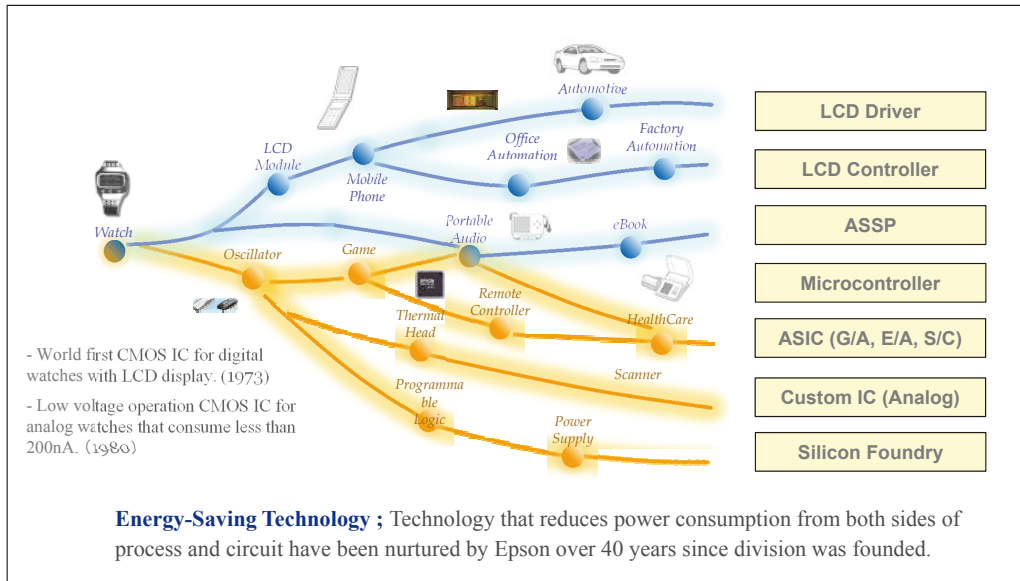 Automotive
LCD Driver
LCD
Module
Office
Automation
Factory
Automation
Mobile
Phone
LCD Controller
Watch
Portable
Audio
eBook
ASSP
Oscillator
Game
Microcontroller
EPSON
Remote
Controller
Thermal
Head
HealthCare
ASIC (G/A, E/A, S/C)
- World first CMOS IC for digital
watches with LCD display. (1973)
- Low voltage operation CMOS IC for
analog watches that consume less than
200nA. (1980)
Scanner
Programma
ble
Logic
Custom IC (Analog)
Power
Supply
Silicon Foundry
Energy-Saving Technology ; Technology that reduces power consumption from both sides of
process and circuit have been nurtured by Epson over 40 years since division was founded.